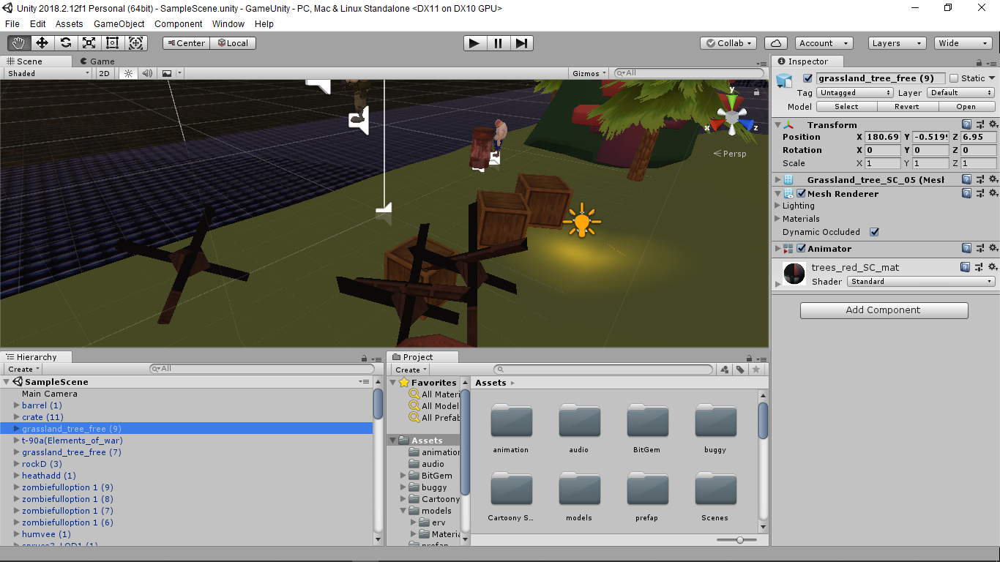 Unity 2018.2.12f1 Personal (64bit) - SampleScene.unity - GameUnity - PC, Mac & Linux Standalone <DX11 on DX10 GPU>
File Edit Assets GameObject Component Window Help
Center Local Collab Account Layers Wide
Scene Game
Shaded 2D Gizmos All
y
x z
Persp
Inspector
grassland_tree_free (9) Static
Tag Untagged Layer Default
Model Select Revert Open
Transform
Position X 180.69 Y -0.5199 Z 6.95
Rotation X 0 Y 0 Z 0
Scale X 1 Y 1 Z 1
Grassland_tree_SC_05 (Mesh
Mesh Renderer
Lighting
Materials
Dynamic Occluded
Animator
trees_red_SC_mat
Shader Standard
Add Component
Hierarchy
Create All
SampleScene
Main Camera
barrel (1)
crate (11)
grassland_tree_free (9)
t-90a(Elements_of_war)
grassland_tree_free (7)
rockD (3)
heathadd (1)
zombiefulloption 1 (9)
zombiefulloption 1 (8)
zombiefulloption 1 (7)
zombiefulloption 1 (6)
humvee (1)
spruce2_LOD1 (1)
Project
Create
Favorites
All Materi
All Model
All Prefab
Assets
animation
audio
BitGem
buggy
Cartoony
models
erv
Materia
prefap
Assets
animation audio BitGem buggy
Cartoony S... models prefap Scenes